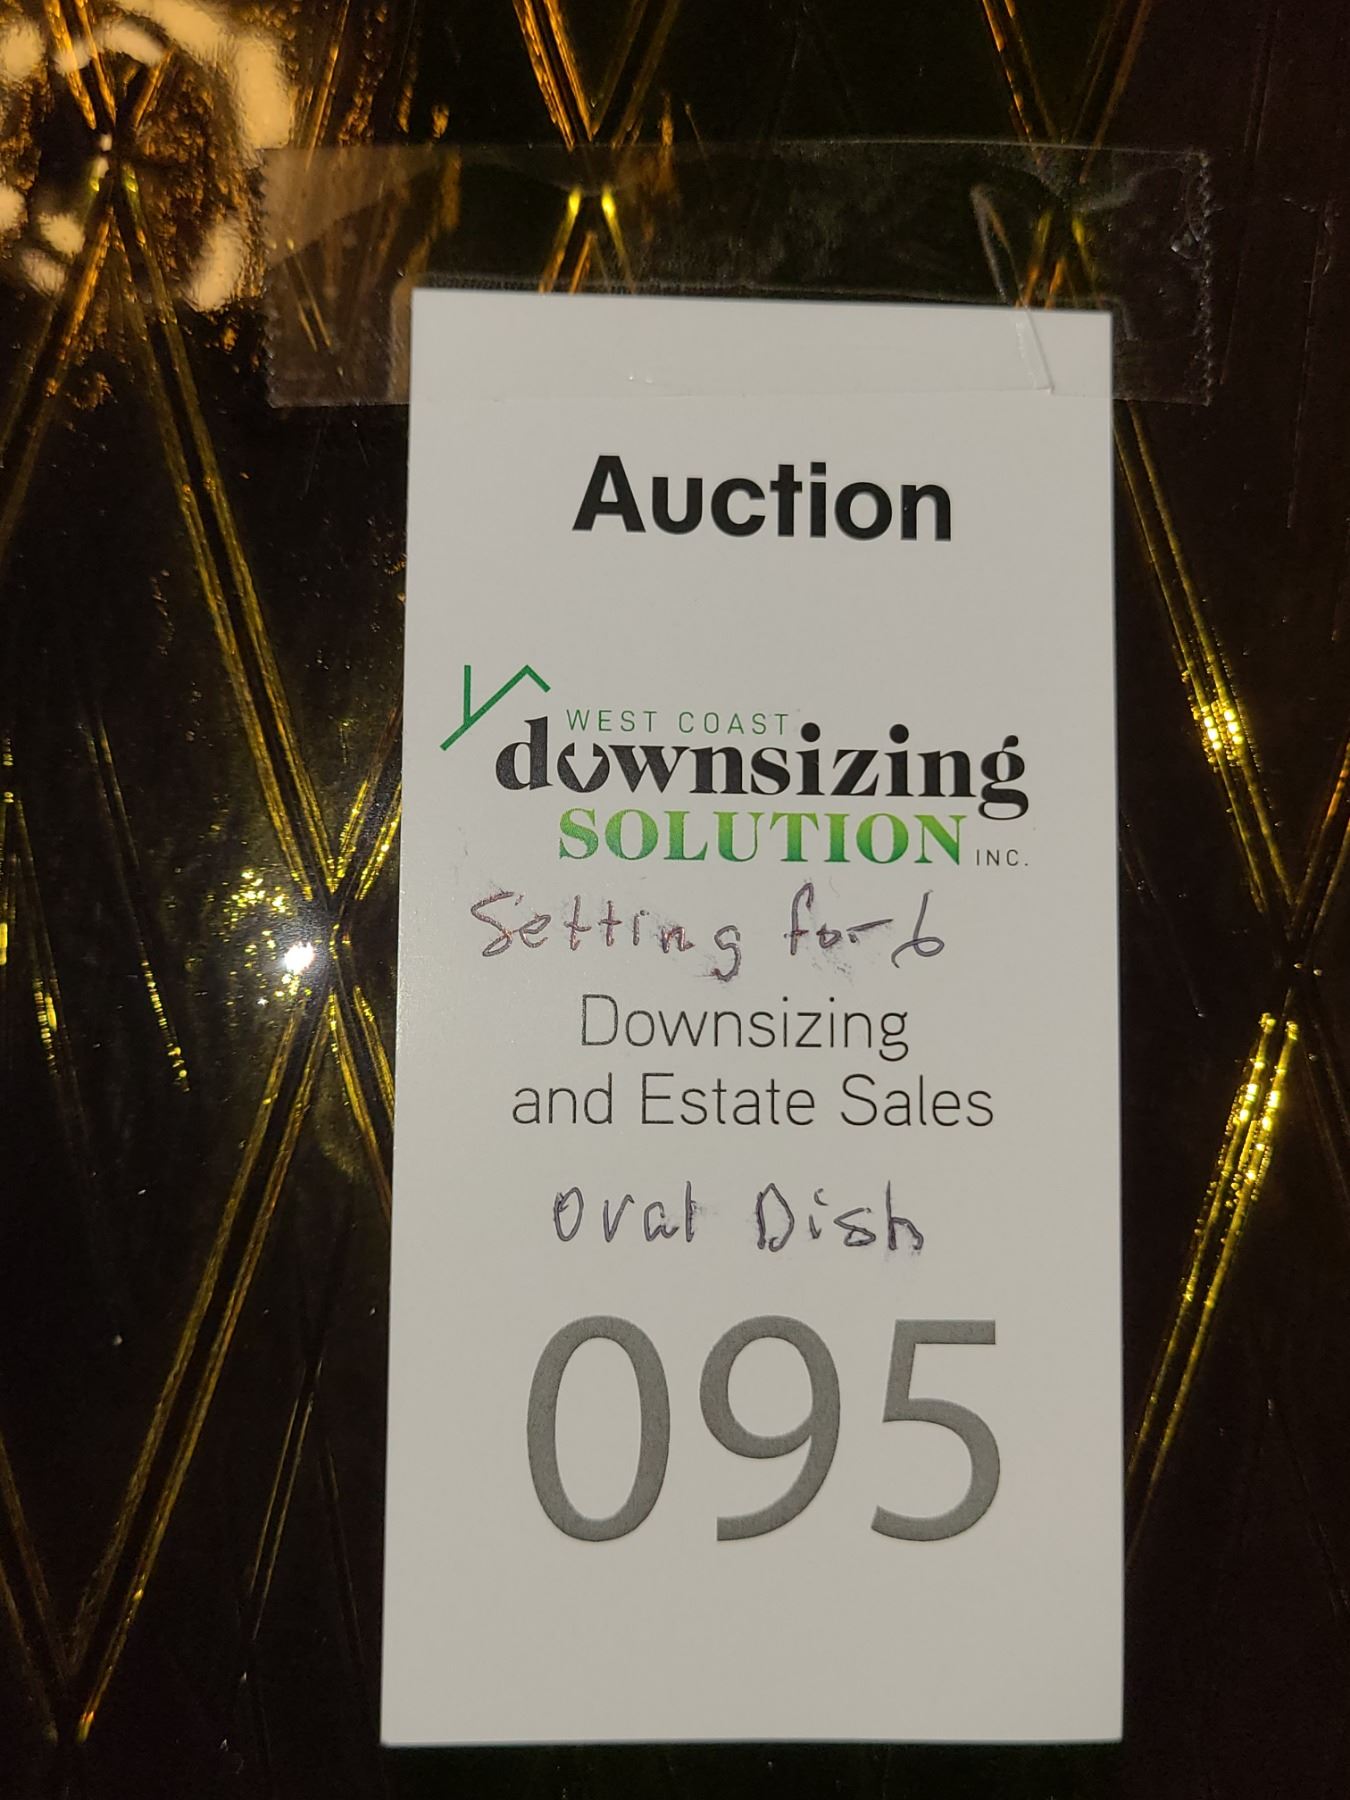 Auction
WEST COAST
downsizing
SOLUTION INC.
Setting for 6
Downsizing
and Estate Sales
Oval Dish
095